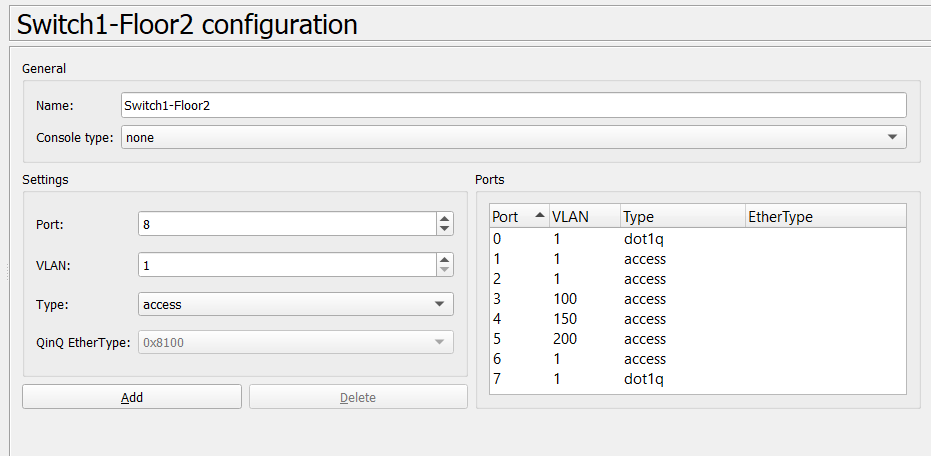 Switch1-Floor2 configuration
General
Name: Switch1-Floor2
Console type: none
Settings
Port: 8
VLAN: 1
Type: access
QinQ EtherType: 0x8100
Add Delete
Ports
Port VLAN Type EtherType
0 1 dot1q
1 1 access
2 1 access
3 100 access
4 150 access
5 200 access
6 1 access
7 1 dot1q